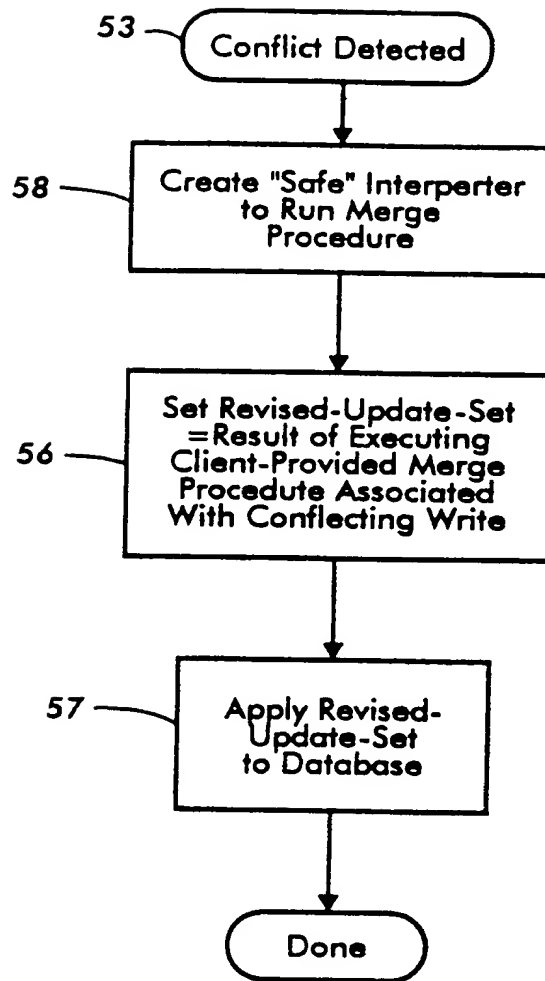 53
Conflict Detected
58
Create "Safe" Interperter
to Run Merge
Procedure
56
Set Revised-Update-Set
=Result of Executing
Client-Provided Merge
Procedute Associated
With Conflecting Write
57
Apply Revised-
Update-Set
to Database
Done